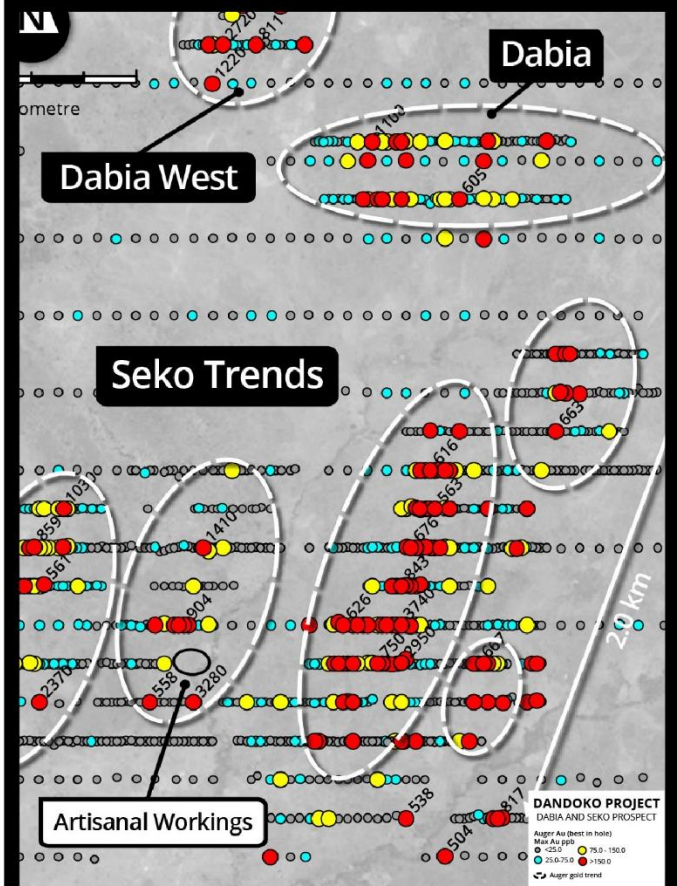 N
2720
811
1220
ometre
Dabia
Dabia West
1100
605
Seko Trends
663
616
563
1030
859
561
1410
676
843
626
3740
904
750
2950
667
2.0 km
2370
558
3280
Artisanal Workings
538
817
504
DANDOKO PROJECT
DABIA AND SEKO PROSPECT
Auger Au (best in hole)
Max Au ppb
<25.0
75.0 - 150.0
25.0-75.0
>150.0
Auger gold trend